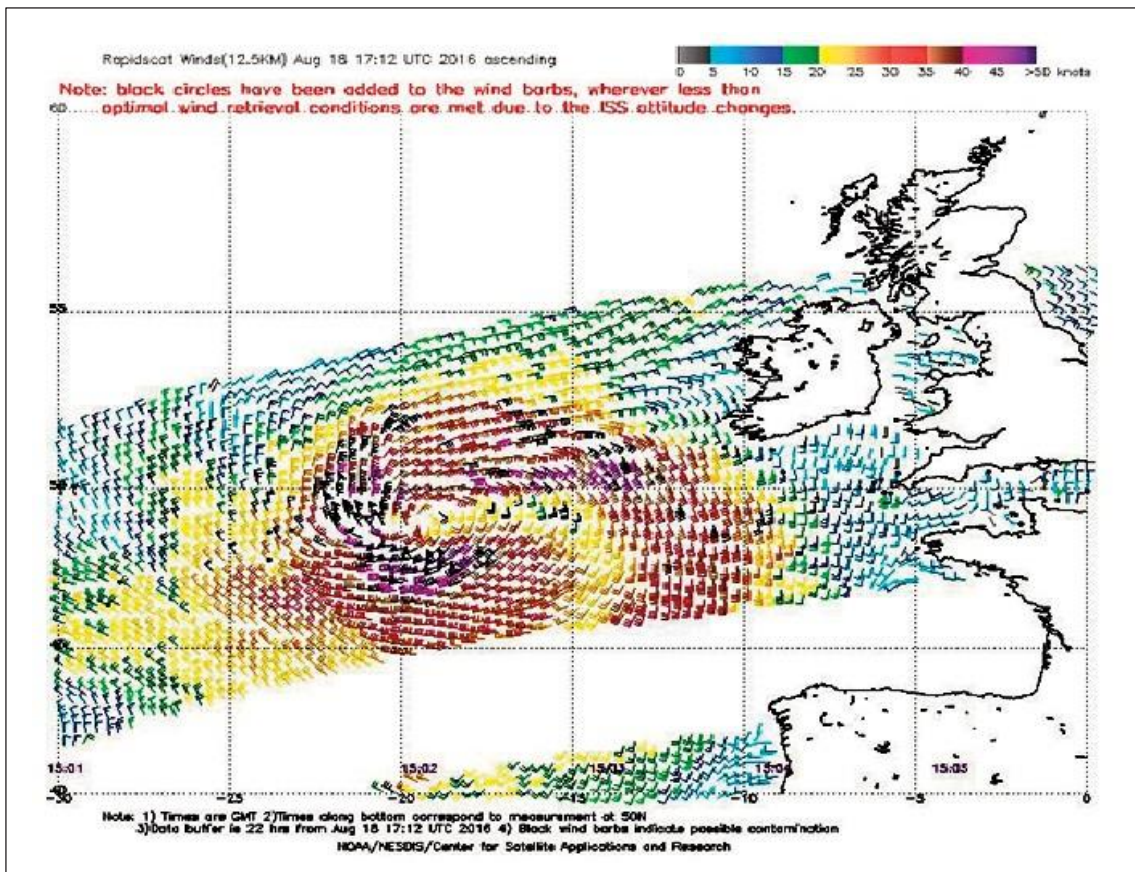 Rapidscat Winds(12.5KM) Aug 18 17:12 UTC 2016 ascending
0 5 10 15 20 25 30 35 40 45 >50 knots
Note: black circles have been added to the wind barbs, wherever less than
optimal wind retrieval conditions are met due to the ISS attitude changes.
60
55
50
45
15:01 15:02 15:03 15:04 15:05
40
-30 -25 -20 -15 -10 -5 0
Note: 1) Times are GMT 2)Times along bottom correspond to measurement at 50N
3)Data buffer is 22 hrs from Aug 18 17:12 UTC 2016 4) Black wind barbs indicate possible contamination
NOAA/NESDIS/Center for Satellite Applications and Research